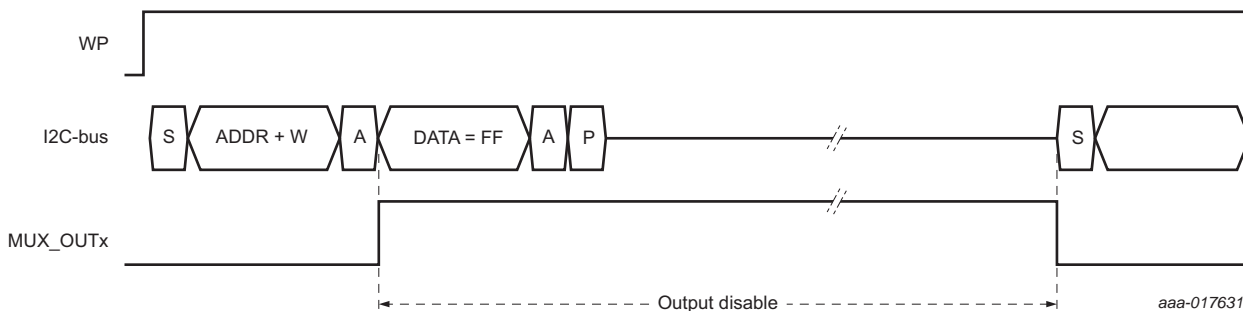 WP
I2C-bus S ADDR + W A DATA = FF A P S
MUX_OUTx
Output disable
aaa-017631